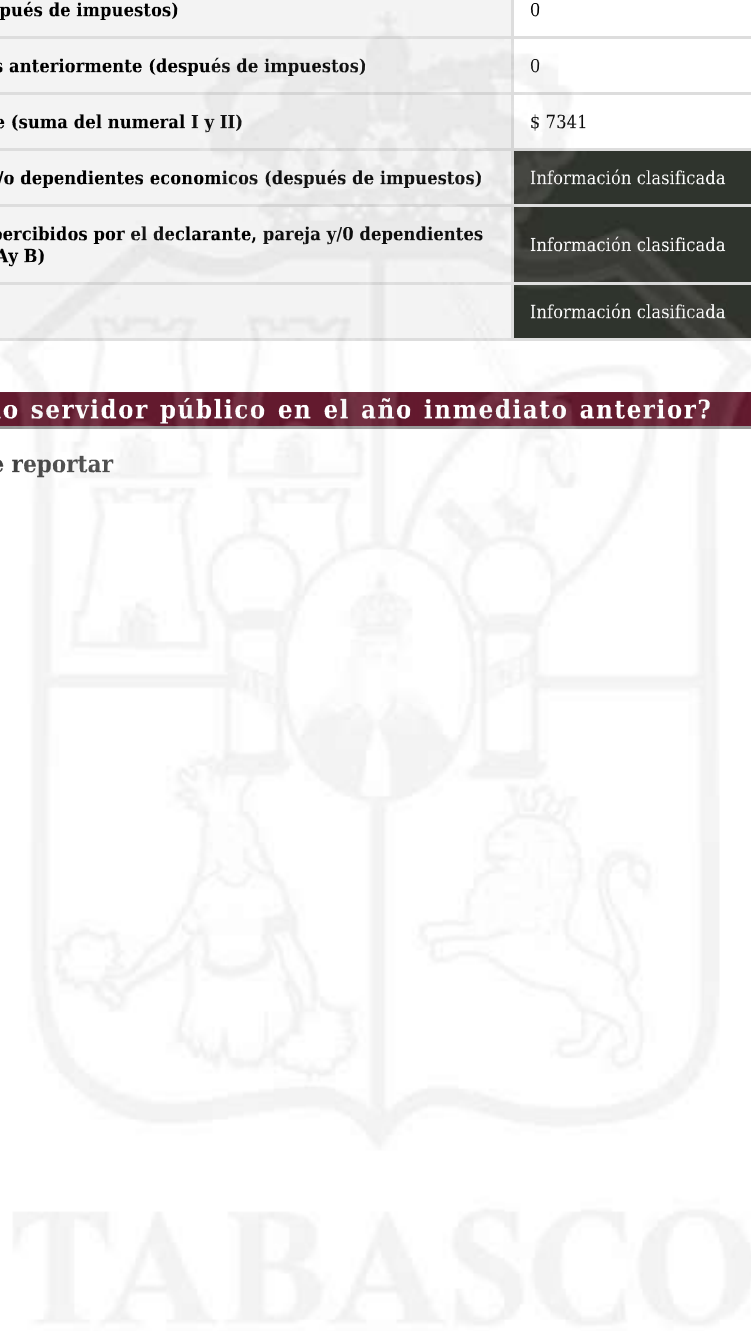 pués de impuestos)
0
s anteriormente (después de impuestos)
0
e (suma del numeral I y II)
$ 7341
/o dependientes economicos (después de impuestos)
Información clasificada
percibidos por el declarante, pareja y/0 dependientes
Ay B)
Información clasificada
Información clasificada
o servidor público en el año inmediato anterior?
e reportar
TABASCO